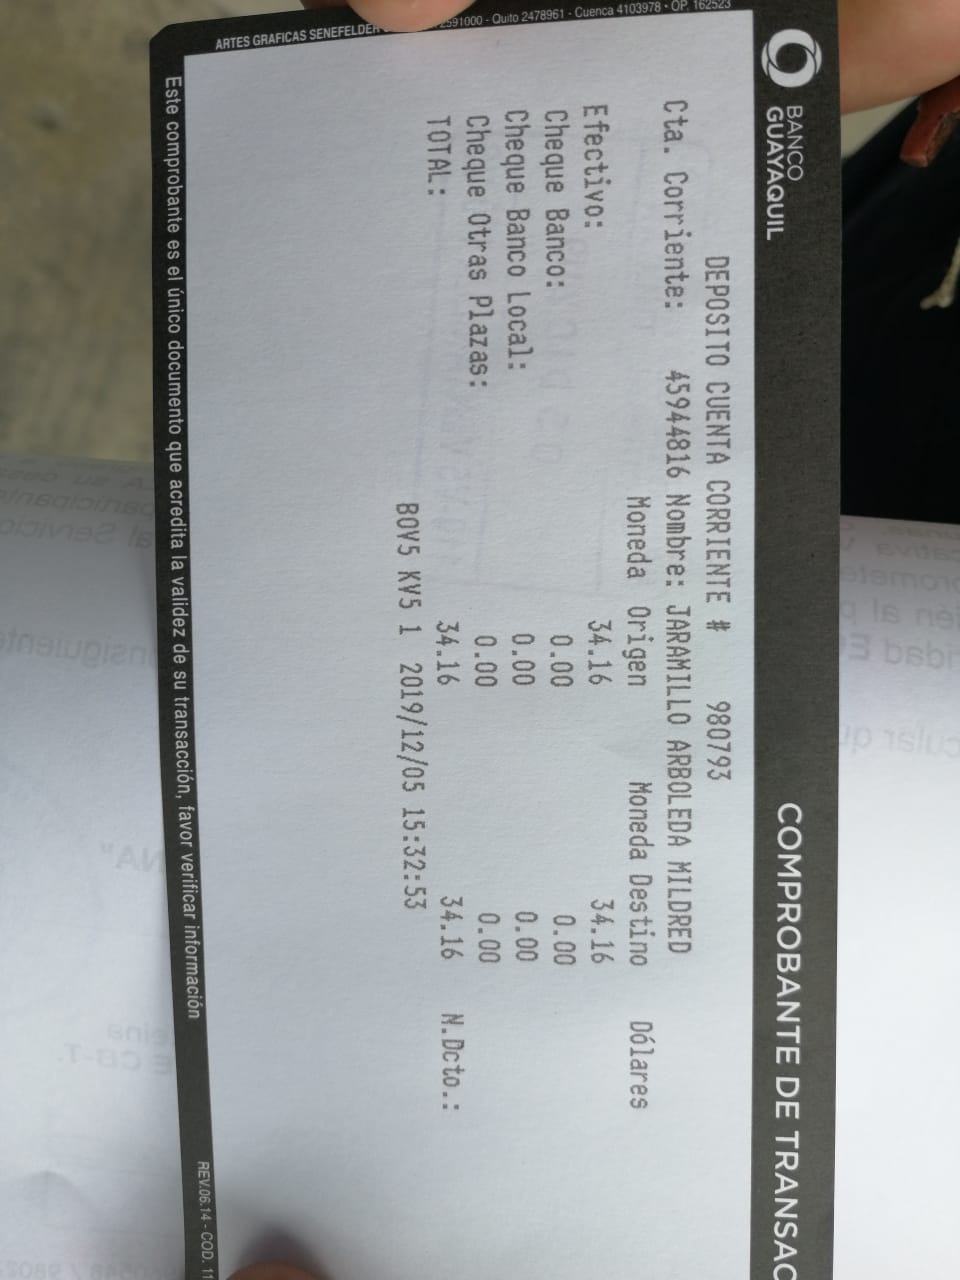 BANCO
GUAYAQUIL
COMPROBANTE DE TRANSAC
DEPOSITO CUENTA CORRIENTE # 980793
Cta. Corriente: 45944816 Nombre: JARAMILLO ARBOLEDA MILDRED
Moneda Origen Moneda Destino Dólares
Efectivo: 34.16 34.16
Cheque Banco: 0.00 0.00
Cheque Banco Local: 0.00 0.00
Cheque Otras Plazas: 0.00 0.00
TOTAL: 34.16 34.16 N.Dcto.:
BOV5 KV5 1 2019/12/05 15:32:53
Este comprobante es el único documento que acredita la validez de su transacción, favor verificar información
REV.06.14 - COD. 11
ARTES GRAFICAS SENEFELDER 2591000 - Quito 2478961 - Cuenca 4103978 • OP. 162523